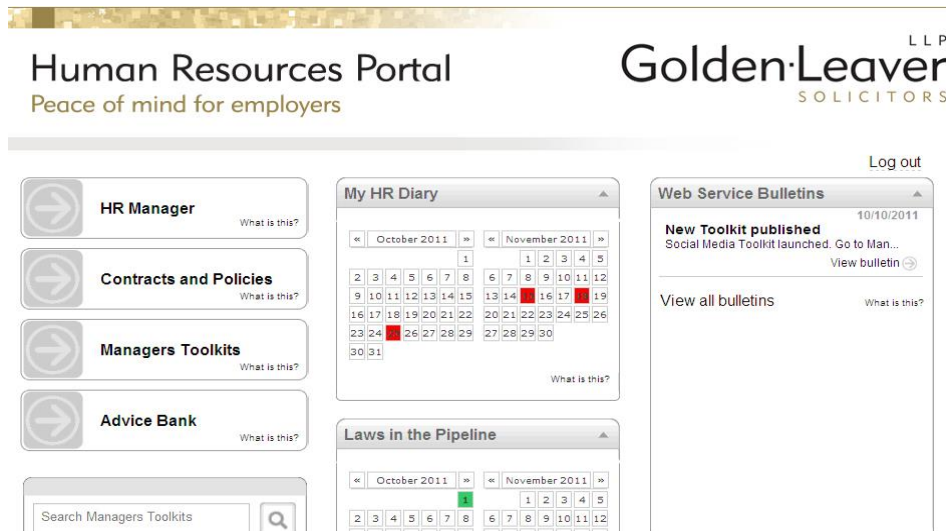 Human Resources Portal
Peace of mind for employers
LLP
Golden·Leaver
SOLICITORS
Log out
HR Manager
What is this?
Contracts and Policies
What is this?
Managers Toolkits
What is this?
Advice Bank
What is this?
Search Managers Toolkits
My HR Diary
« October 2011 » « November 2011 »
1 1 2 3 4 5
2 3 4 5 6 7 8 6 7 8 9 10 11 12
9 10 11 12 13 14 15 13 14 15 16 17 18 19
16 17 18 19 20 21 22 20 21 22 23 24 25 26
23 24 25 26 27 28 29 27 28 29 30
30 31
What is this?
Laws in the Pipeline
« October 2011 » « November 2011 »
1 1 2 3 4 5
2 3 4 5 6 7 8 6 7 8 9 10 11 12
Web Service Bulletins
10/10/2011
New Toolkit published
Social Media Toolkit launched. Go to Man...
View bulletin
View all bulletins What is this?